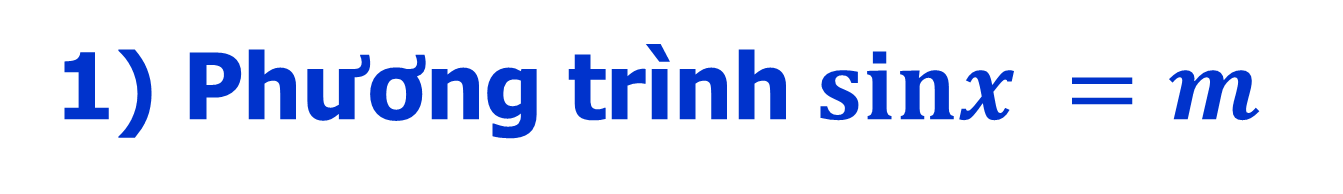 1) Phương trình sinx = m